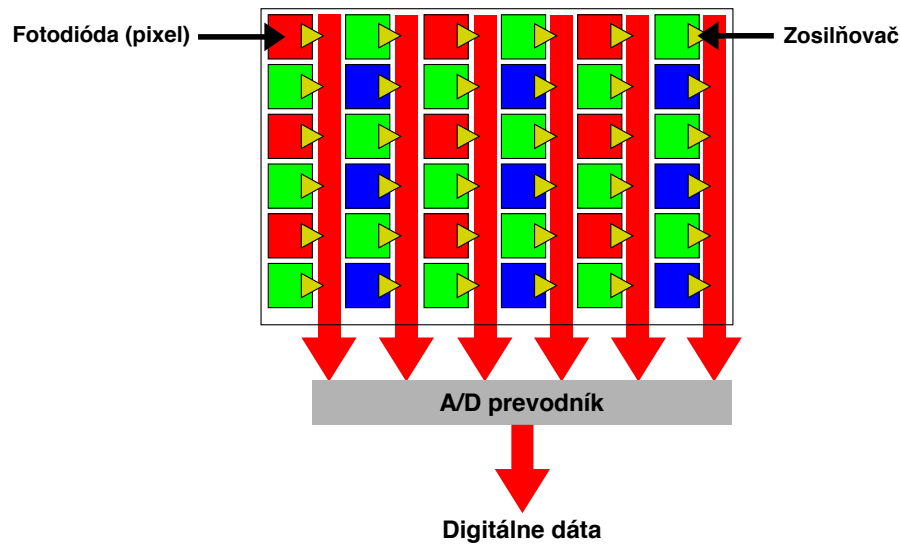 Fotodióda (pixel)
Zosilňovač
A/D prevodník
Digitálne dáta